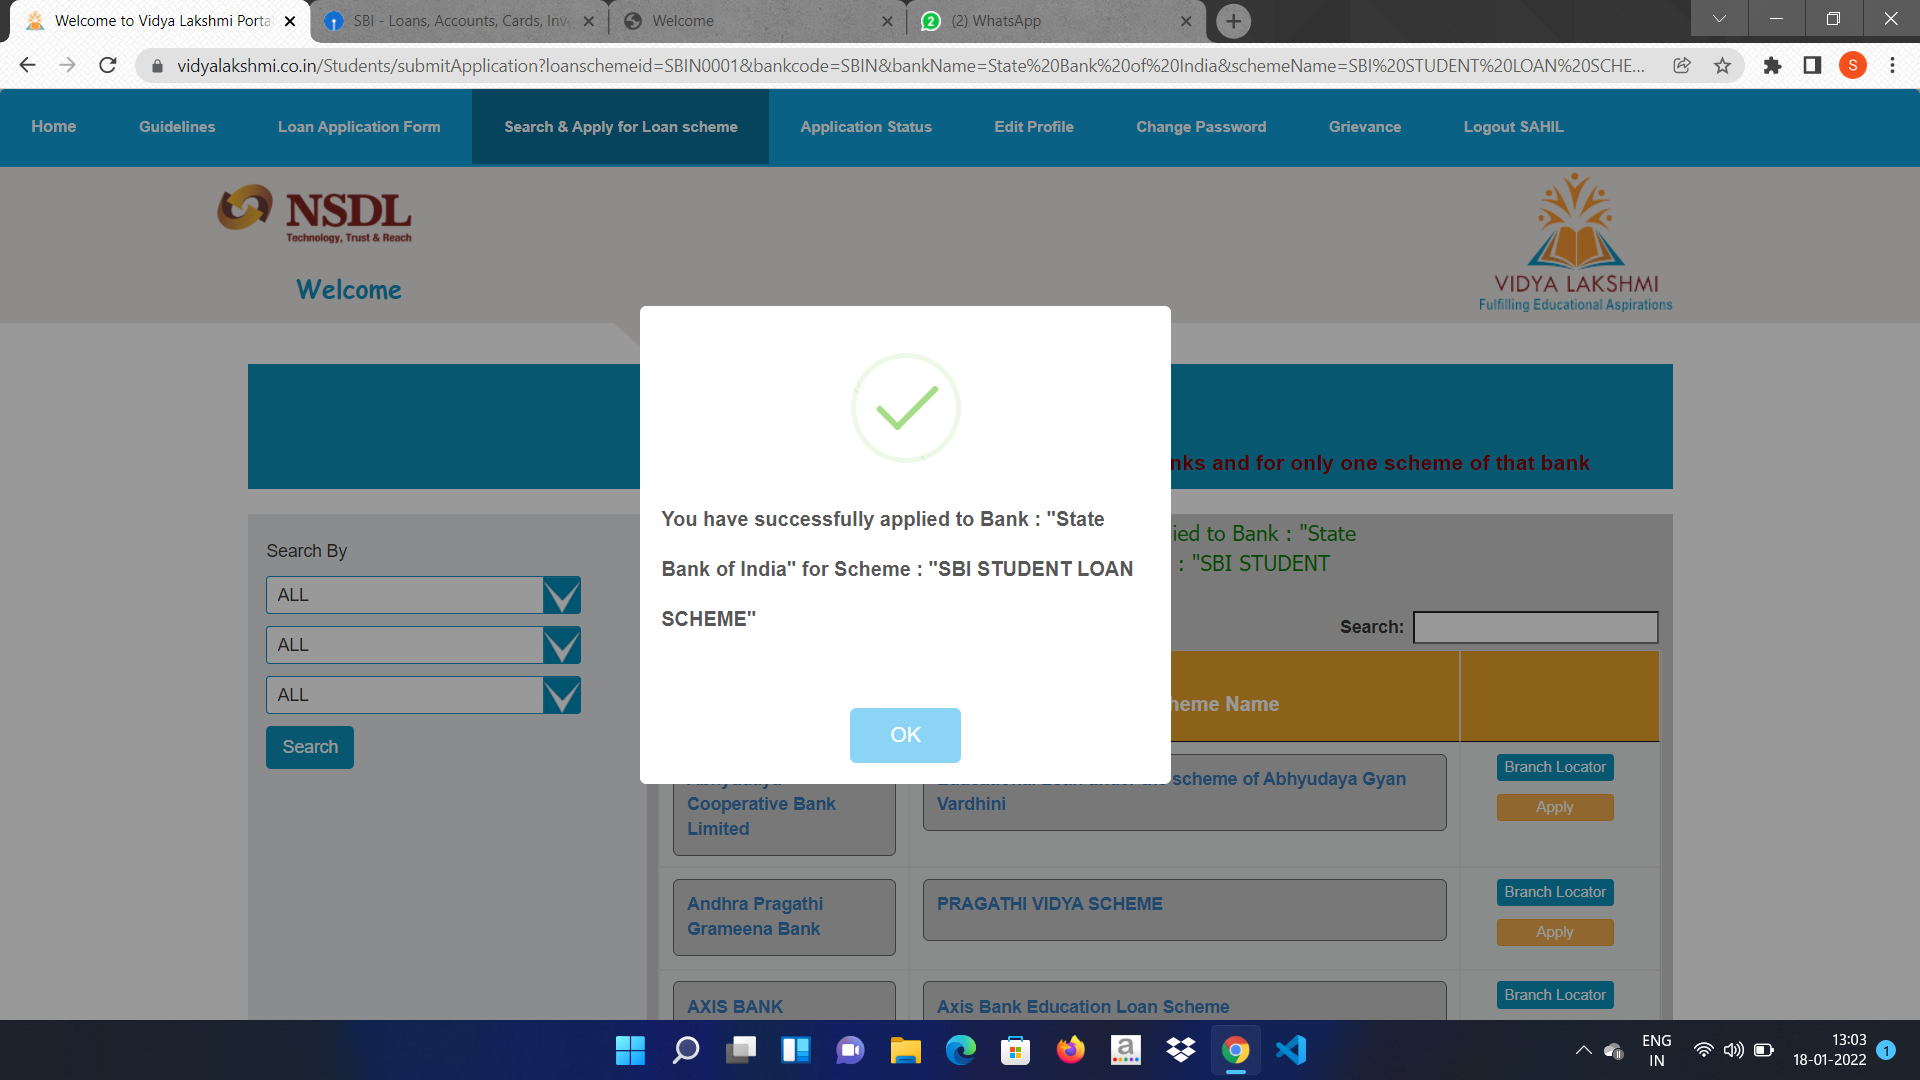 Welcome to Vidya Lakshmi Porta
SBI - Loans, Accounts, Cards, Inv
Welcome
(2) WhatsApp
vidyalakshmi.co.in/Students/submitApplication?loanschemeid=SBIN0001&bankcode=SBIN&bankName=State%20Bank%20of%20India&schemeName=SBI%20STUDENT%20LOAN%20SCHE...
S
Home
Guidelines
Loan Application Form
Search & Apply for Loan scheme
Application Status
Edit Profile
Change Password
Grievance
Logout SAHIL
NSDL
Technology, Trust & Reach
Welcome
VIDYA LAKSHMI
Fulfilling Educational Aspirations
nks and for only one scheme of that bank
You have successfully applied to Bank : "State
Bank of India" for Scheme : "SBI STUDENT LOAN
SCHEME"
OK
ied to Bank : "State
: "SBI STUDENT
Search By
ALL
ALL
ALL
Search
Search:
heme Name
scheme of Abhyudaya Gyan
Vardhini
Cooperative Bank
Limited
Branch Locator
Apply
Andhra Pragathi
Grameena Bank
PRAGATHI VIDYA SCHEME
Branch Locator
Apply
AXIS BANK
Axis Bank Education Loan Scheme
Branch Locator
2
a
ENG
IN
13:03
18-01-2022
1